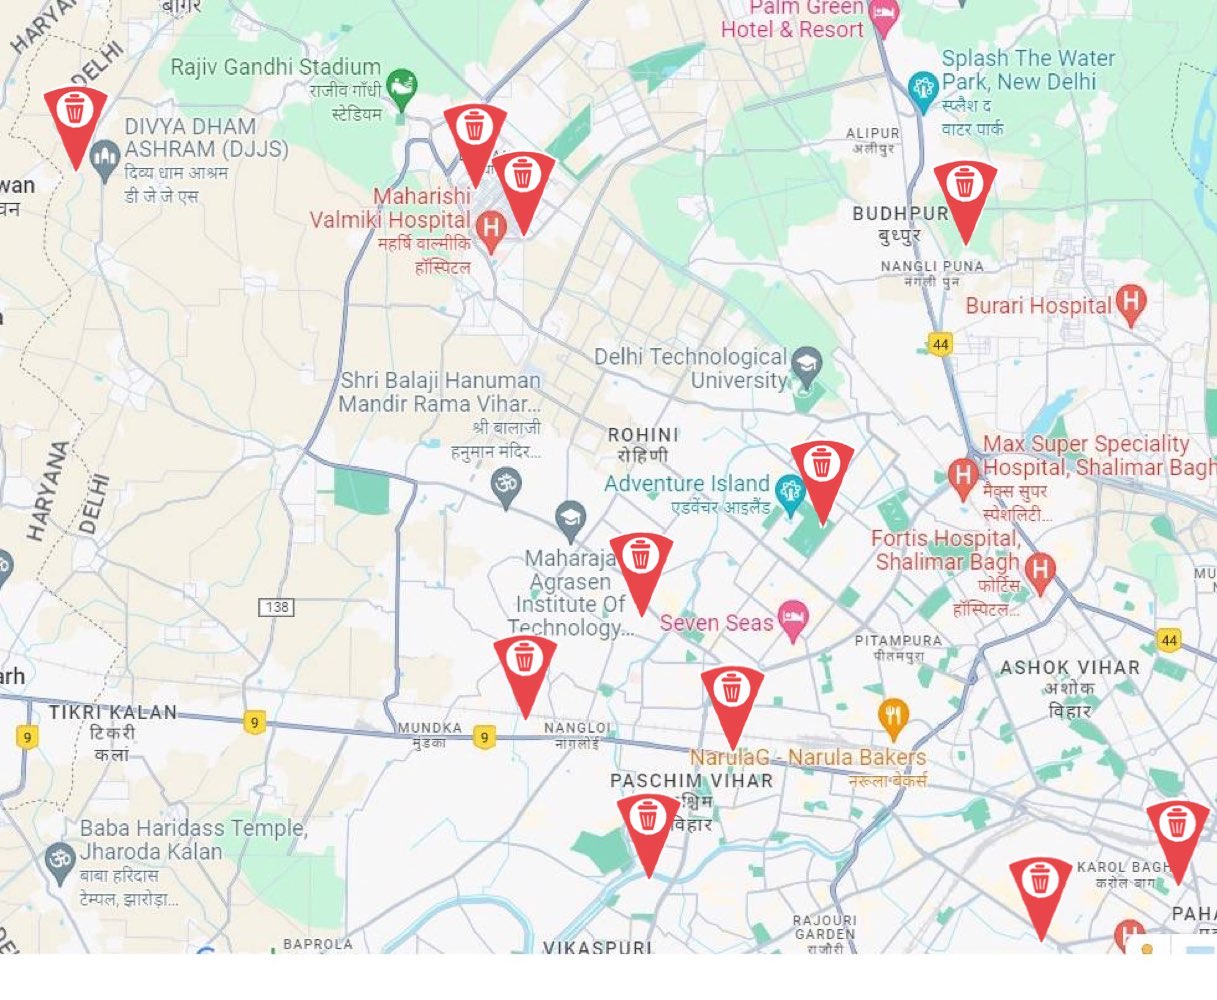 HARYAN
DELHI
बांगर
Palm Green
Hotel & Resort
Rajiv Gandhi Stadium
राजीव गाँधी
स्टेडियम
Splash The Water
Park, New Delhi
स्प्लैश द
वाटर पार्क
DIVYA DHAM
ASHRAM (DJJS)
दिव्य धाम आश्रम
डी जे जे एस
ALIPUR
अलीपुर
wan
Maharishi
Valmiki Hospital
महर्षि वाल्मीकि
हॉस्पिटल
BUDHPUR
बुध्पुर
NANGLI PUNA
नंगली पुन
Burari Hospital
44
Delhi Technological
University
Shri Balaji Hanuman
Mandir Rama Vihar...
श्री बालाजी
हनुमान मंदिर...
ROHINI
रोहिणी
HARYANA
DELHI
Max Super Speciality
Hospital, Shalimar Bagh
मैक्स सुपर
स्पेशलिटी...
Adventure Island
एडवेंचर आइलैंड
Fortis Hospital,
Shalimar Bagh
फोर्टिस
हॉस्पिटल...
Maharaja
Agrasen
Institute Of
Technology...
138
Seven Seas
PITAMPURA
पीतमपुरा
44
ASHOK VIHAR
अशोक
विहार
arh
TIKRI KALAN
टिकरी
कला
9
9
MUNDKA
मुंडका
9
NANGLOI
नांगलोई
NarulaG - Narula Bakers
नरूला बेकर्स
PASCHIM VIHAR
श्चिम
विहार
Baba Haridass Temple,
Jharoda Kalan
बाबा हरिदास
टेम्पल, झारोड़ा...
KAROL BAGH
करोल बाग
PAHA
RAJOURI
GARDEN
राजौरी
BAPROLA
VIKASPURI